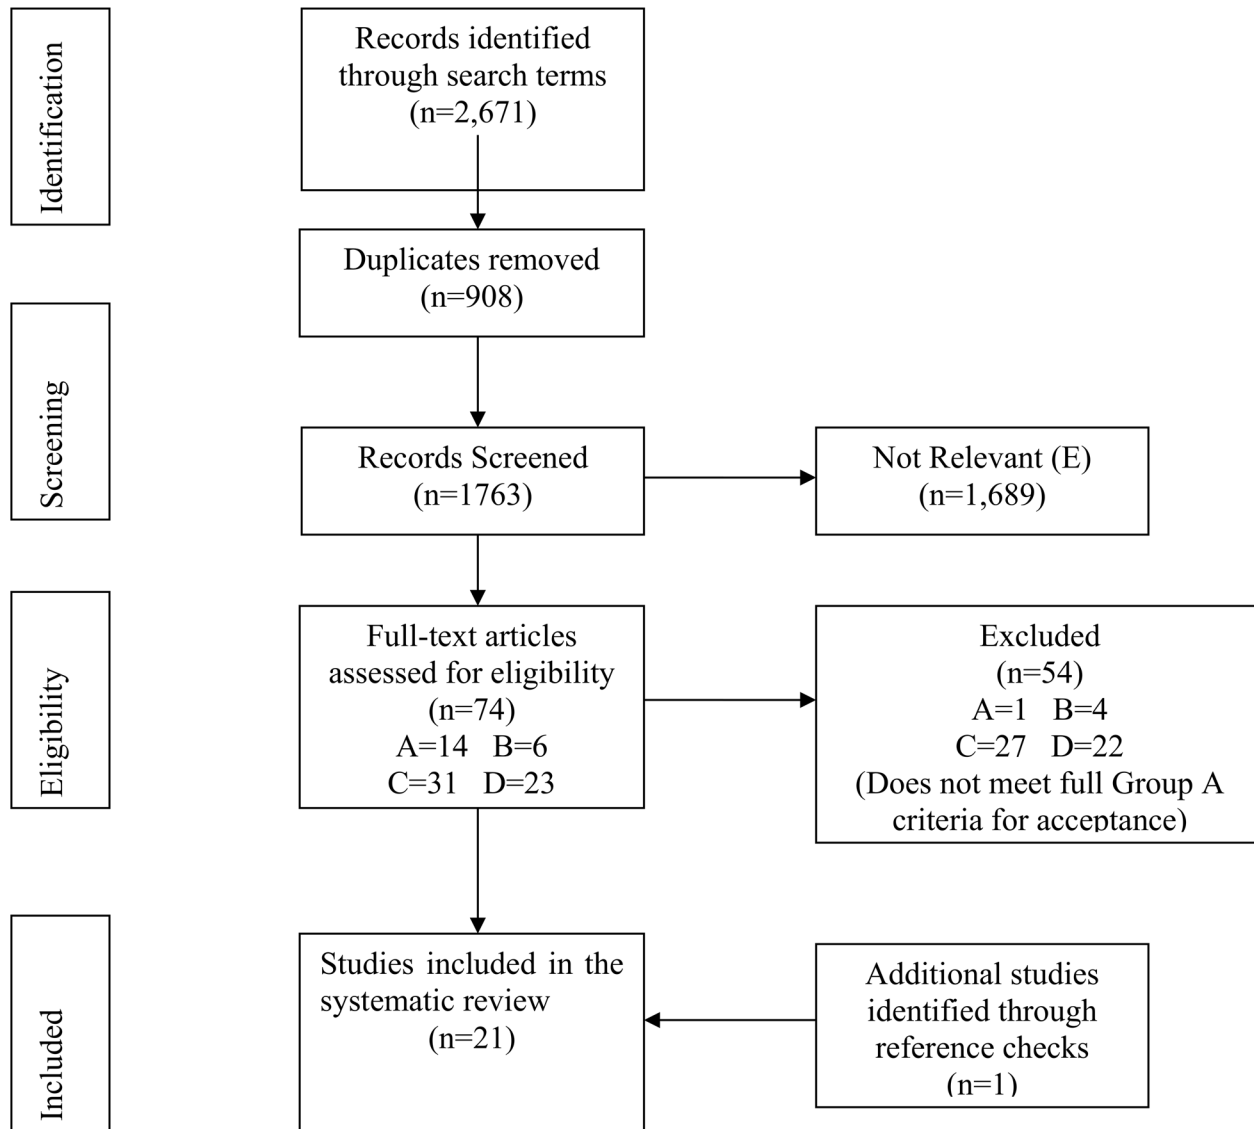 Identification
Records identified
through search terms
(n=2,671)
Duplicates removed
(n=908)
Screening
Records Screened
(n=1763)
Not Relevant (E)
(n=1,689)
Eligibility
Full-text articles
assessed for eligibility
(n=74)
A=14 B=6
C=31 D=23
Excluded
(n=54)
A=1 B=4
C=27 D=22
(Does not meet full Group A
criteria for acceptance)
Included
Studies included in the
systematic review
(n=21)
Additional studies
identified through
reference checks
(n=1)